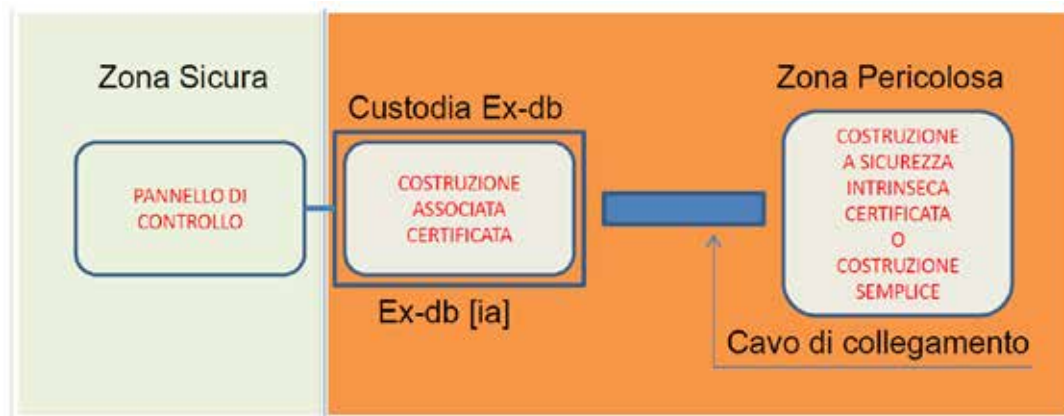 Zona Sicura
Zona Pericolosa
Custodia Ex-db
PANNELLO DI
CONTROLLO
COSTRUZIONE
ASSOCIATA
CERTIFICATA
COSTRUZIONE
A SICUREZZA
INTRINSECA
CERTIFICATA
O
COSTRUZIONE
SEMPLICE
Ex-db [ia]
Cavo di collegamento